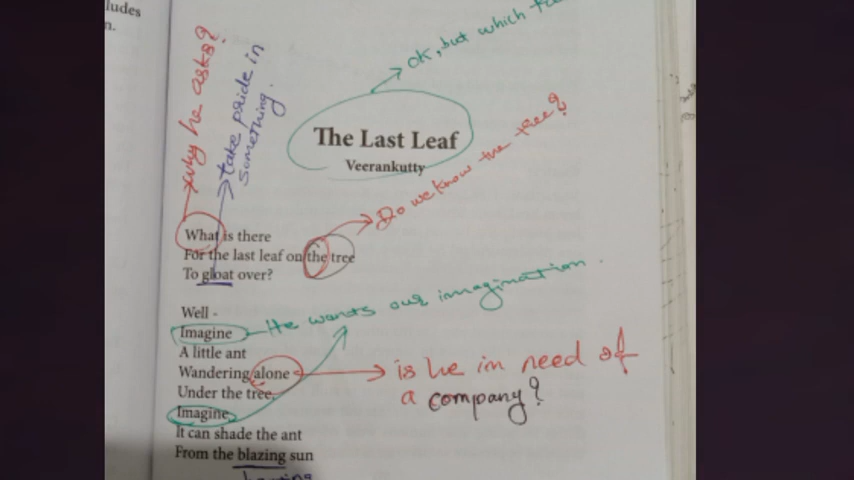 ludes
n.
ok, but which
why he asks?
take pride in
something.
The Last Leaf
Veerankutty
Do we know the tree?
What is there
For the last leaf on the tree
To gloat over?
Well -
Imagine
He wants our imagination.
A little ant
Wandering alone
is he in need of
a company?
Under the tree,
Imagine,
It can shade the ant
From the blazing sun